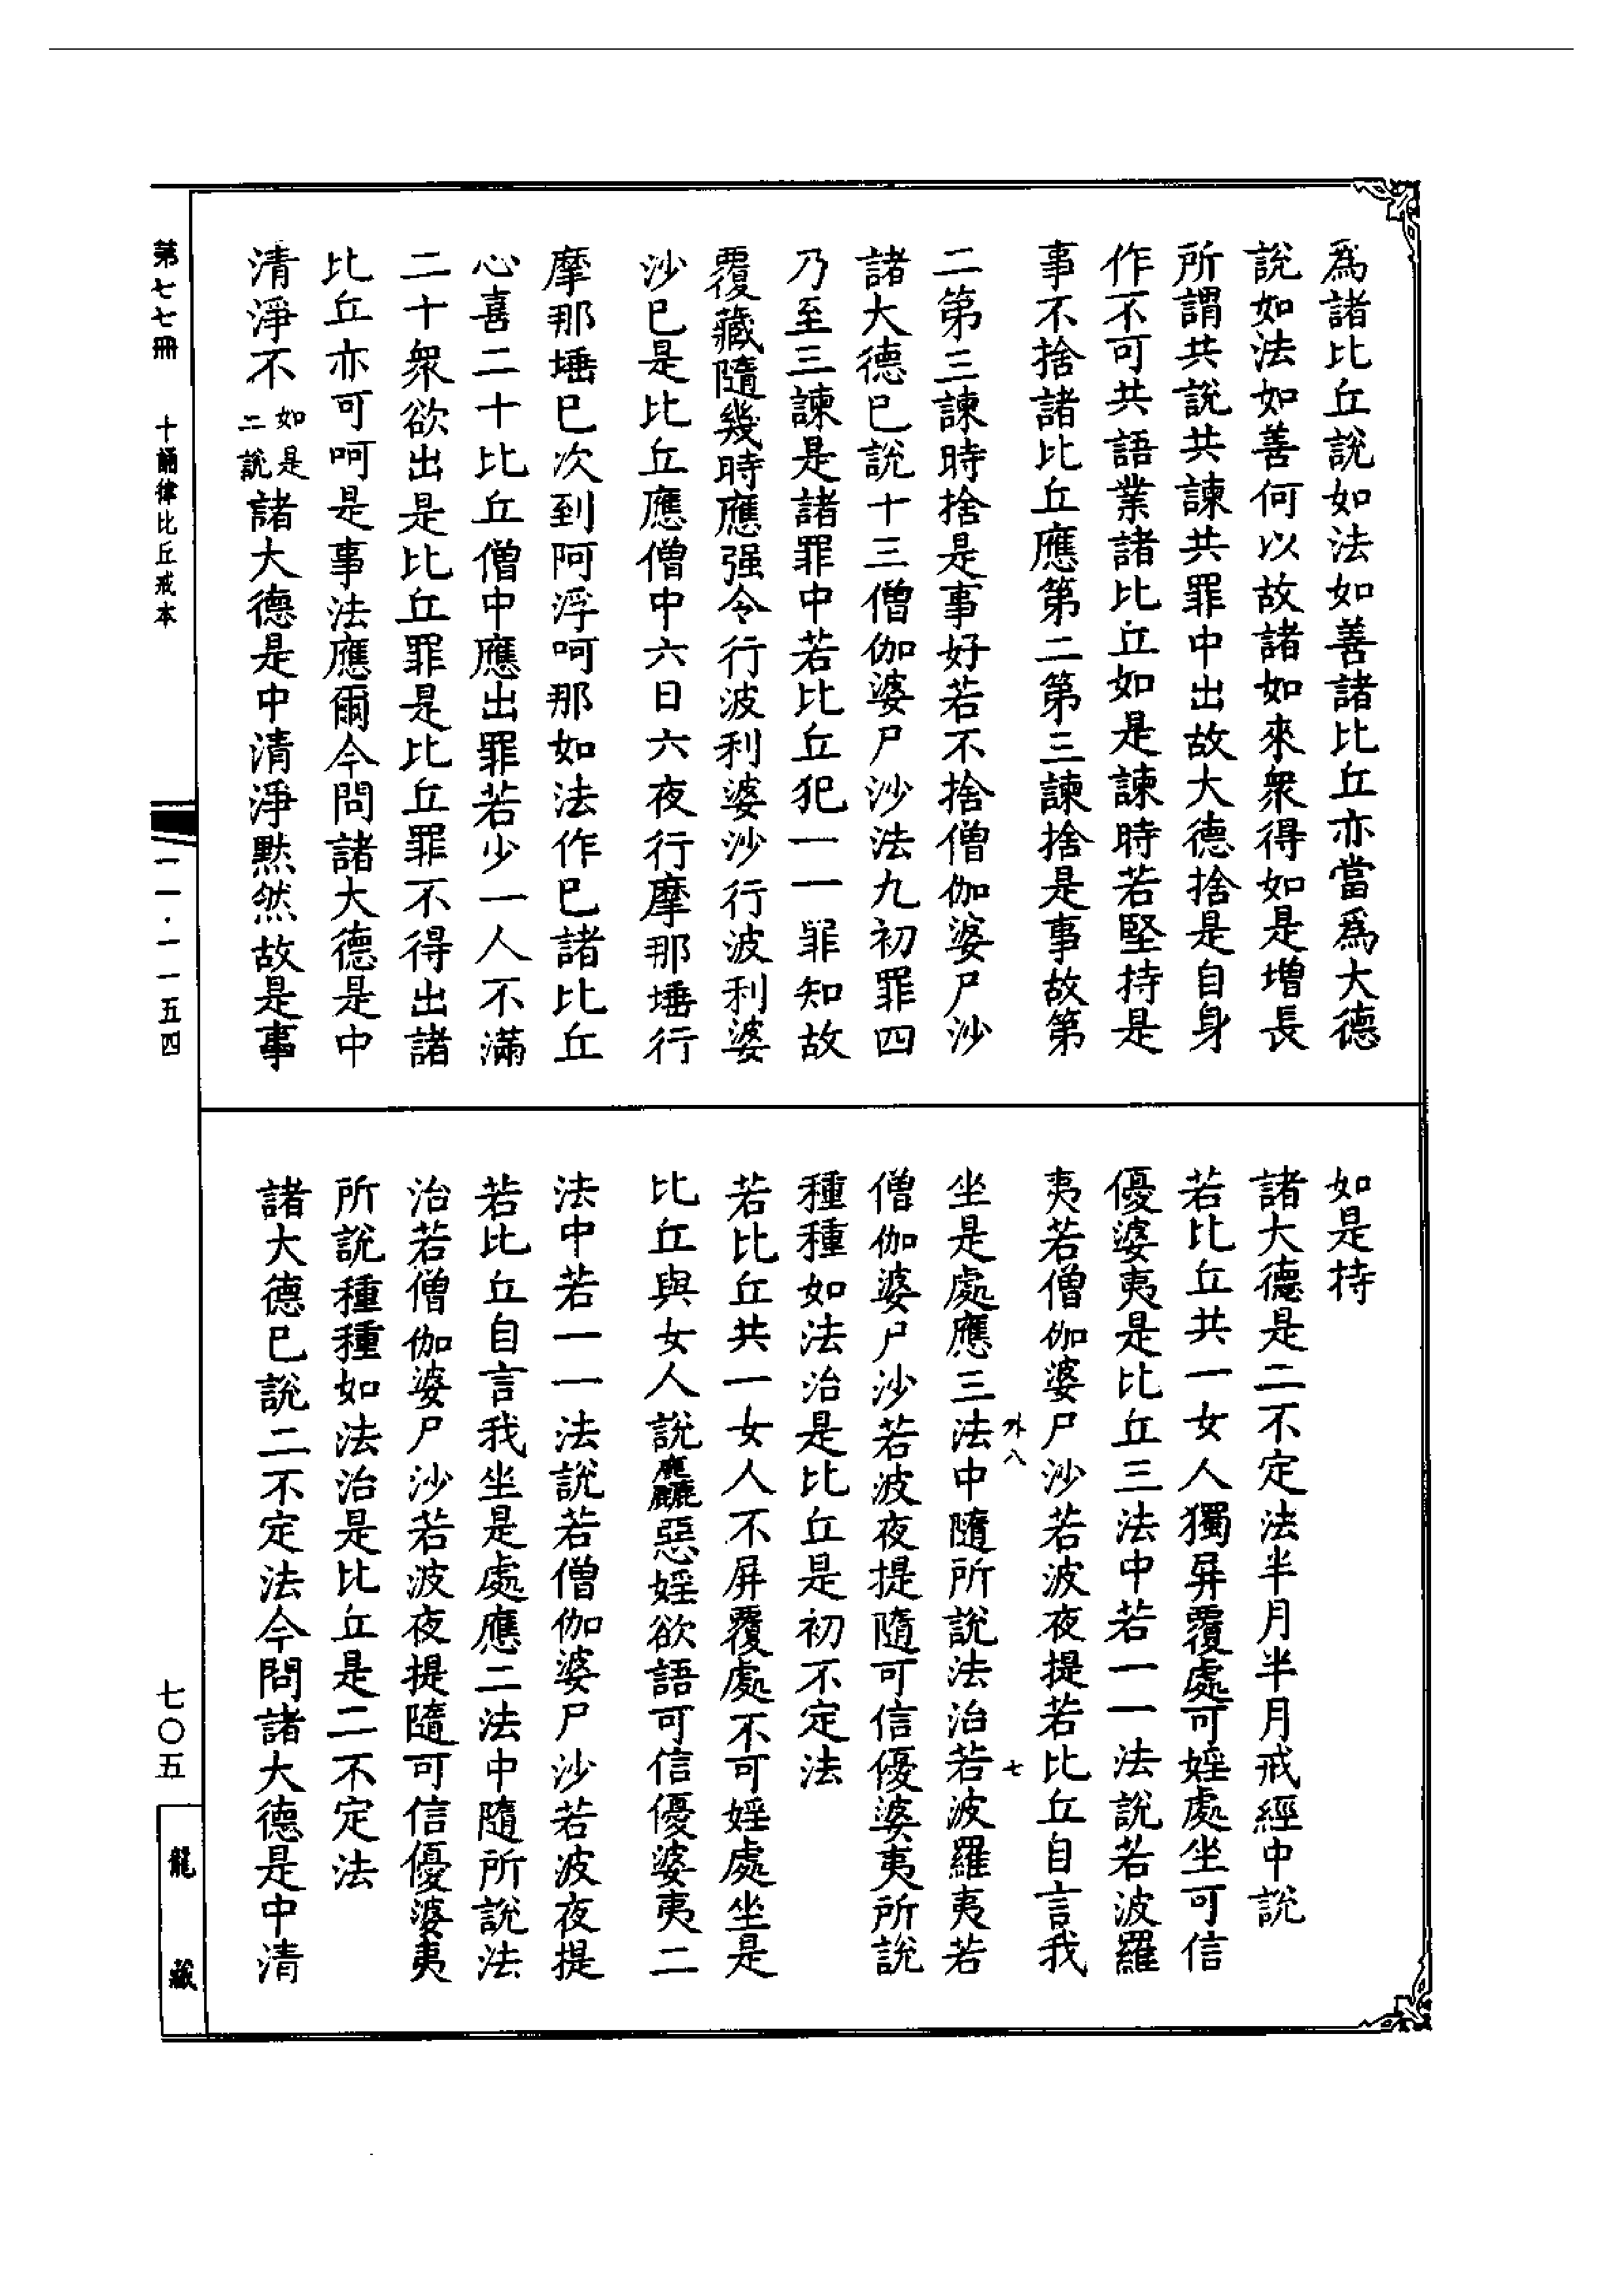 爲諸比丘說如法如善諸比丘亦當爲大德
說如法如善何以故諸如來衆得如是增長
所謂共說共諫共罪中出故大德捨是自身
作不可共語業諸比丘如是諫時若堅持是
事不捨諸比丘應第二第三諫捨是事故第
二第三諫時捨是事好若不捨僧伽婆尸沙
諸大德已說十三僧伽婆尸沙法九初罪四
乃至三諫是諸罪中若比丘犯一一罪知故
覆藏隨幾時應强令行波利婆沙行波利婆
沙已是比丘應僧中六日六夜行摩那埵行
摩那埵已次到阿浮呵那如法作已諸比丘
心喜二十比丘僧中應出罪若少一人不滿
二十衆欲出是比丘罪是比丘罪不得出諸
比丘亦可呵是事法應爾今問諸大德是中
清淨不如是二說諸大德是中清淨默然故是事
如是持
諸大德是二不定法半月半月戒經中說
若比丘共一女人獨屏覆處可婬處坐可信
優婆夷是比丘三法中若一一法說若波羅
夷若僧伽婆尸沙若波夜提若比丘自言我
外八 七
坐是處應三法中隨所說法治若波羅夷若
僧伽婆尸沙若波夜提隨可信優婆夷所說
種種如法治是比丘是初不定法
若比丘共一女人不屏覆處不可婬處坐是
比丘與女人說麤惡婬欲語可信優婆夷二
法中若一一法說若僧伽婆尸沙若波夜提
若比丘自言我坐是處應二法中隨所說法
治若僧伽婆尸沙若波夜提隨可信優婆夷
所說種種如法治是比丘是二不定法
諸大德已說二不定法今問諸大德是中清
第七七冊 十誦律比丘戒本 一一·一一五四
七〇五
龍藏